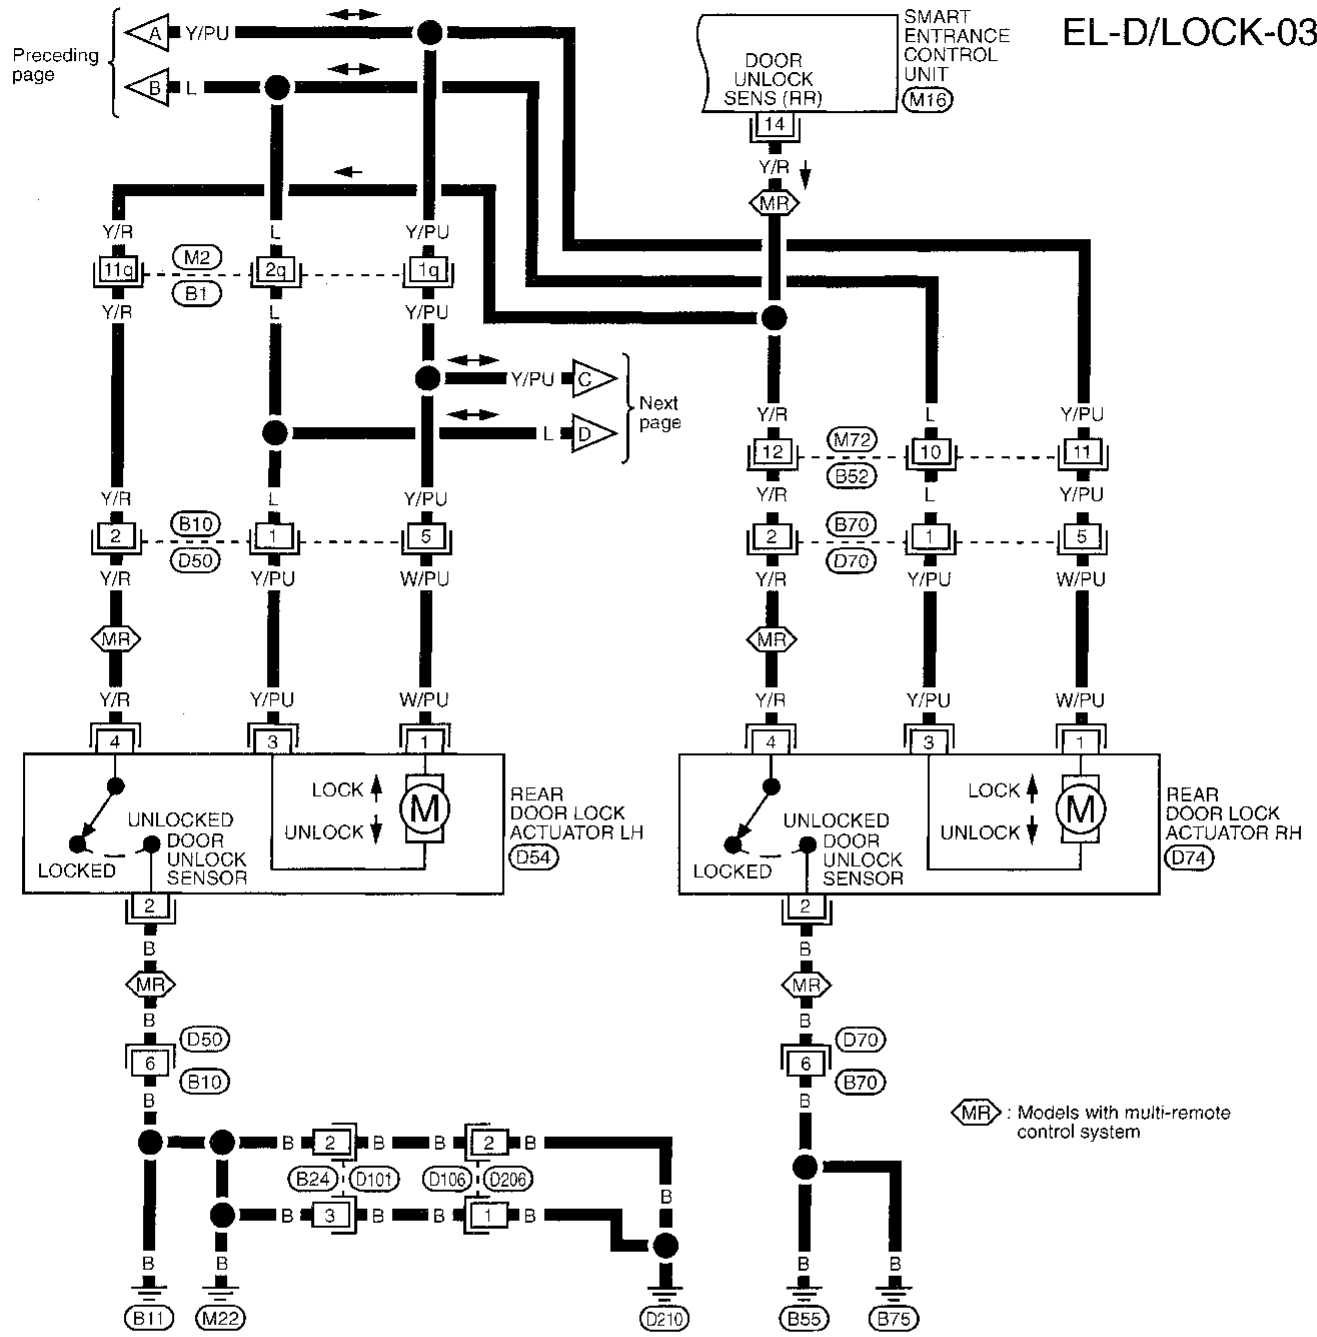 EL-D/LOCK-03
SMART
ENTRANCE
CONTROL
UNIT
M16
Preceding
page
A Y/PU
B L
DOOR
UNLOCK
SENS (RR)
14
Y/R
MR
Y/R L Y/PU
11q M2 2q 1q
B1
Y/R L Y/PU
Y/PU C
L D
Next
page
Y/R L Y/PU
12 M72 10 11
B52
Y/R L Y/PU
Y/R L Y/PU
2 B10 1 5
D50
2 B70 1 5
D70
Y/R Y/PU W/PU
Y/R Y/PU W/PU
MR
MR
Y/R Y/PU W/PU
Y/R Y/PU W/PU
4 3 1
4 3 1
LOCK
UNLOCK
M
UNLOCKED
DOOR
UNLOCK
SENSOR
LOCKED
REAR
DOOR LOCK
ACTUATOR LH
D54
LOCK
UNLOCK
M
UNLOCKED
DOOR
UNLOCK
SENSOR
LOCKED
REAR
DOOR LOCK
ACTUATOR RH
D74
2
B
MR
B
D50
6
B10
B
2
B
MR
B
D70
6
B70
B
MR : Models with multi-remote
control system
B 2 B B 2 B
B24 D101 D106 D206
B 3 B B 1 B
B
B B B B
B11 M22 D210 B55 B75